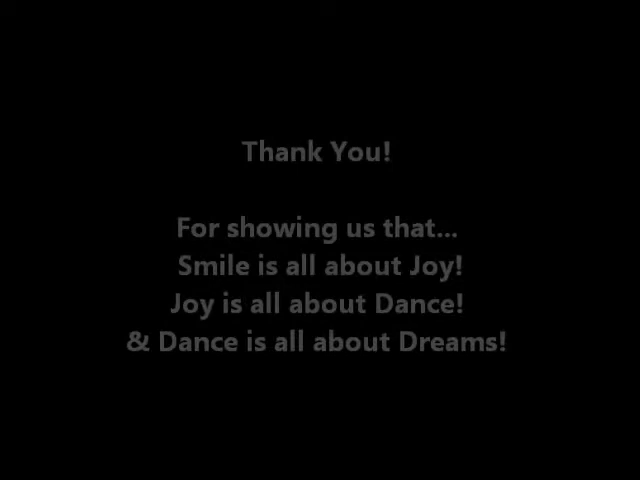 Thank You!
For showing us that...
Smile is all about Joy!
Joy is all about Dance!
& Dance is all about Dreams!